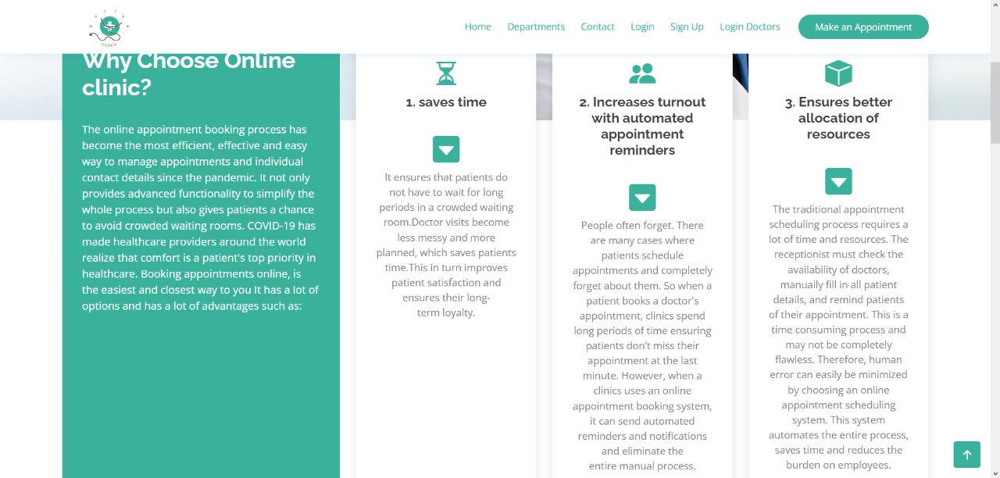 CLINIC
Home
Departments
Contact
Login
Sign Up
Login Doctors
Make an Appointment
Why Choose Online
clinic?
The online appointment booking process has
become the most efficient, effective and easy
way to manage appointments and individual
contact details since the pandemic. It not only
provides advanced functionality to simplify the
whole process but also gives patients a chance
to avoid crowded waiting rooms. COVID-19 has
made healthcare providers around the world
realize that comfort is a patient's top priority in
healthcare. Booking appointments online, is
the easiest and closest way to you It has a lot of
options and has a lot of advantages such as:
1. saves time
It ensures that patients do
not have to wait for long
periods in a crowded waiting
room.Doctor visits become
less messy and more
planned, which saves patients
time.This in turn improves
patient satisfaction and
ensures their long-
term loyalty.
2. Increases turnout
with automated
appointment
reminders
People often forget. There
are many cases where
patients schedule
appointments and completely
forget about them. So when a
patient books a doctor's
appointment, clinics spend
long periods of time ensuring
patients don't miss their
appointment at the last
minute. However, when a
clinics uses an online
appointment booking system,
it can send automated
reminders and notifications
and eliminate the
entire manual process.
3. Ensures better
allocation of
resources
The traditional appointment
scheduling process requires a
lot of time and resources. The
receptionist must check the
availability of doctors,
manually fill in all patient
details, and remind patients
of their appointment. This is a
time consuming process and
may not be completely
flawless. Therefore, human
error can easily be minimized
by choosing an online
appointment scheduling
system. This system
automates the entire process,
saves time and reduces the
burden on employees.